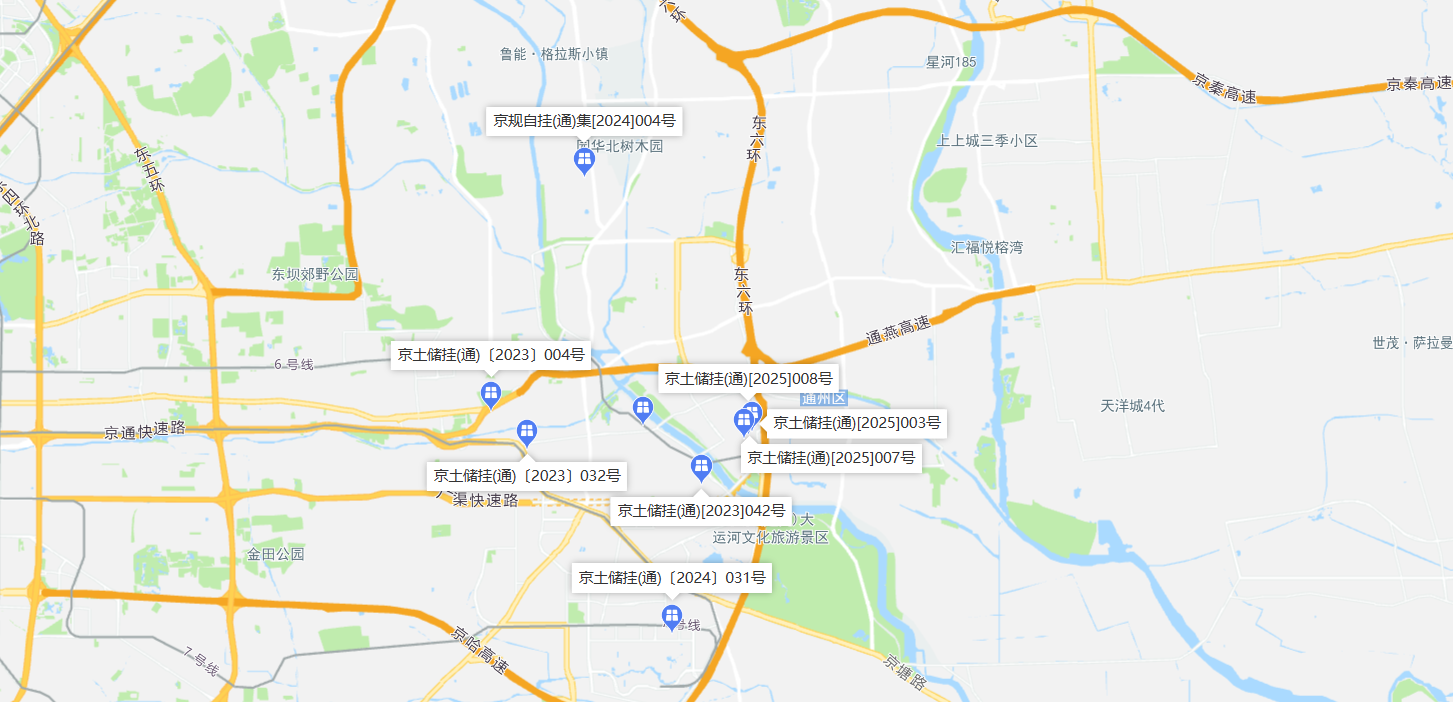 鲁能·格拉斯小镇
星河185
京秦高速
京秦高速
京规自挂(通)集[2024]004号
华北树木园
东六环
上上城三季小区
东五环
环北路
汇福悦榕湾
东坝郊野公园
东六环
通燕高速
世茂·萨拉曼
京土储挂(通)〔2023〕004号
6号线
京土储挂(通)[2025]008号
通州区
天洋城4代
京土储挂(通)[2025]003号
京通快速路
京土储挂(通)[2025]007号
京土储挂(通)〔2023〕032号
渠快速路
京土储挂(通)[2023]042号
)大
运河文化旅游景区
金田公园
京土储挂(通)〔2024〕031号
号线
京哈高速
7号线
京塘路